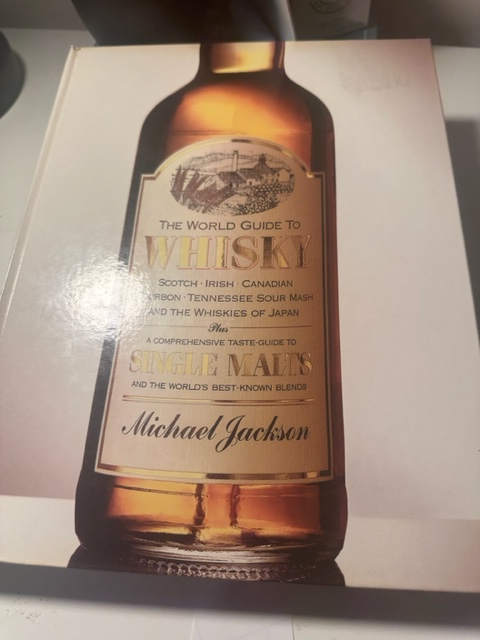 THE WORLD GUIDE TO
WHISKY
SCOTCH · IRISH · CANADIAN
BOURBON · TENNESSEE SOUR MASH
AND THE WHISKIES OF JAPAN
Plus
A COMPREHENSIVE TASTE-GUIDE TO
SINGLE MALTS
AND THE WORLD'S BEST-KNOWN BLENDS
Michael Jackson